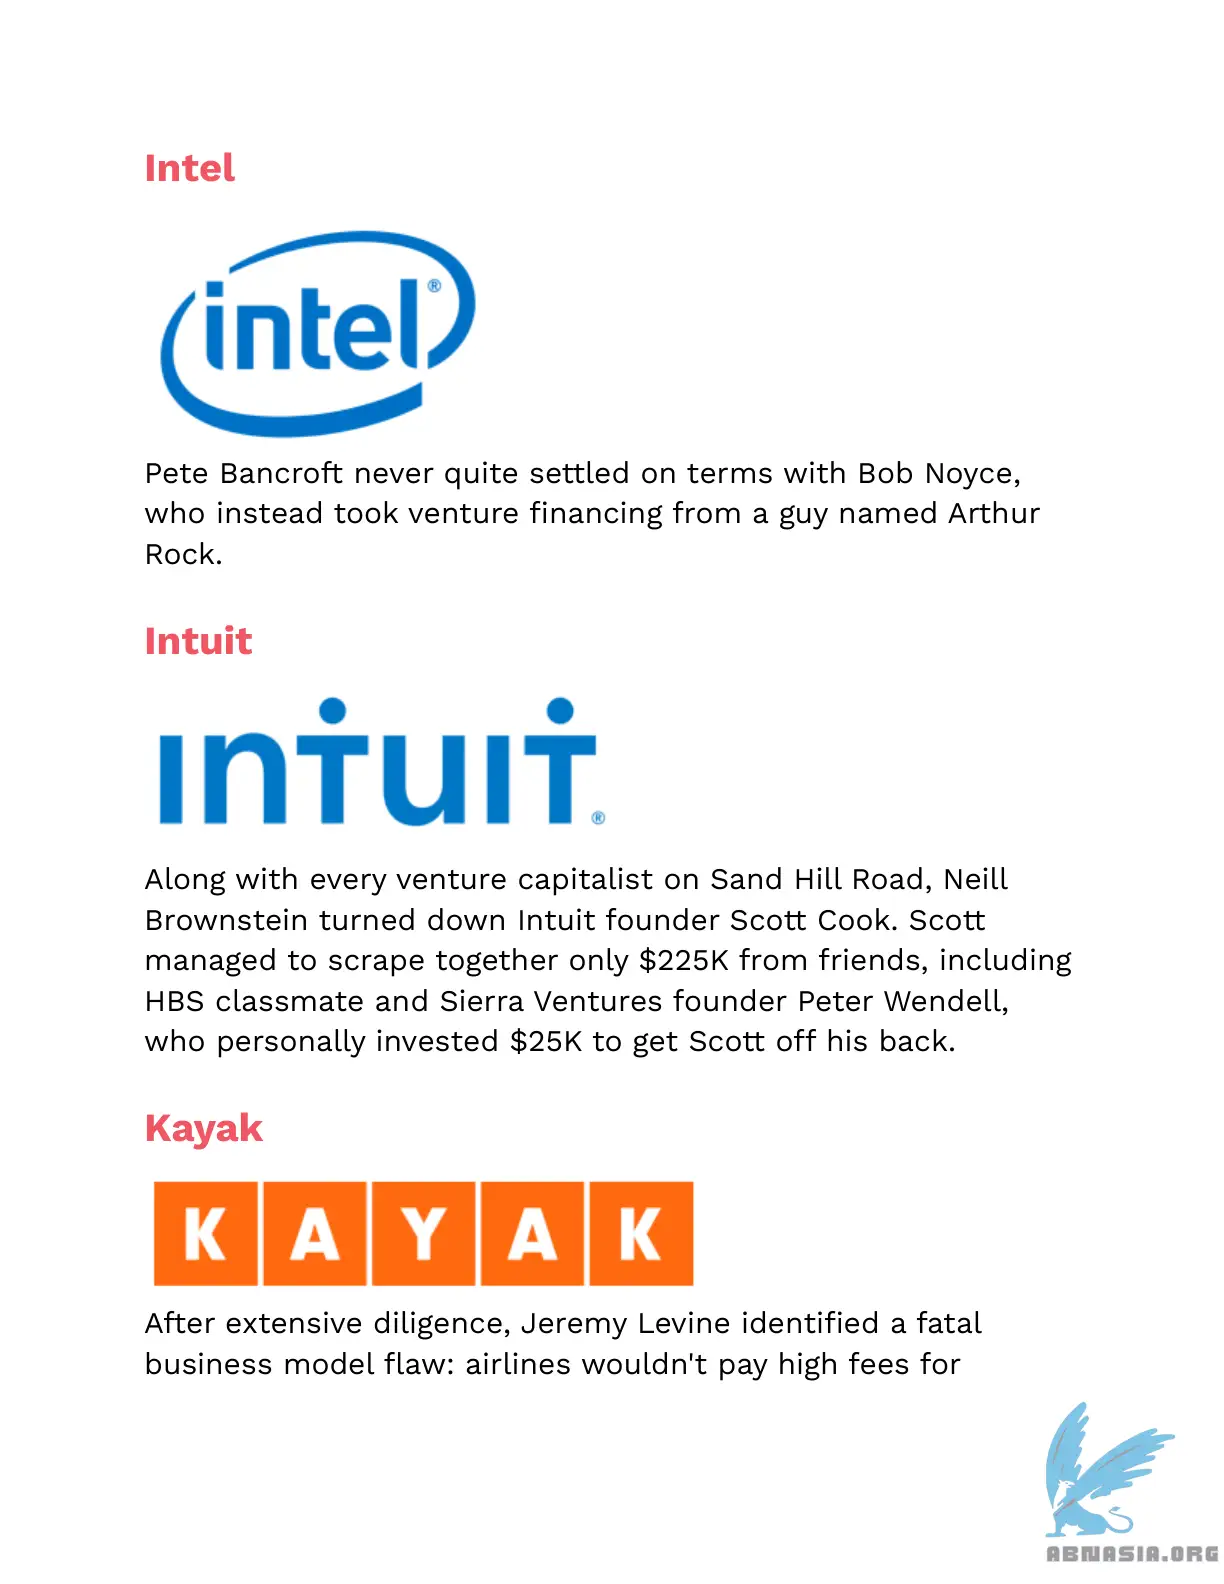 Intel
intel®
Pete Bancroft never quite settled on terms with Bob Noyce,
who instead took venture financing from a guy named Arthur
Rock.
Intuit
ıntuıt®
Along with every venture capitalist on Sand Hill Road, Neill
Brownstein turned down Intuit founder Scott Cook. Scott
managed to scrape together only $225K from friends, including
HBS classmate and Sierra Ventures founder Peter Wendell,
who personally invested $25K to get Scott off his back.
Kayak
KAYAK
After extensive diligence, Jeremy Levine identified a fatal
business model flaw: airlines wouldn't pay high fees for
ABNASIA.ORG